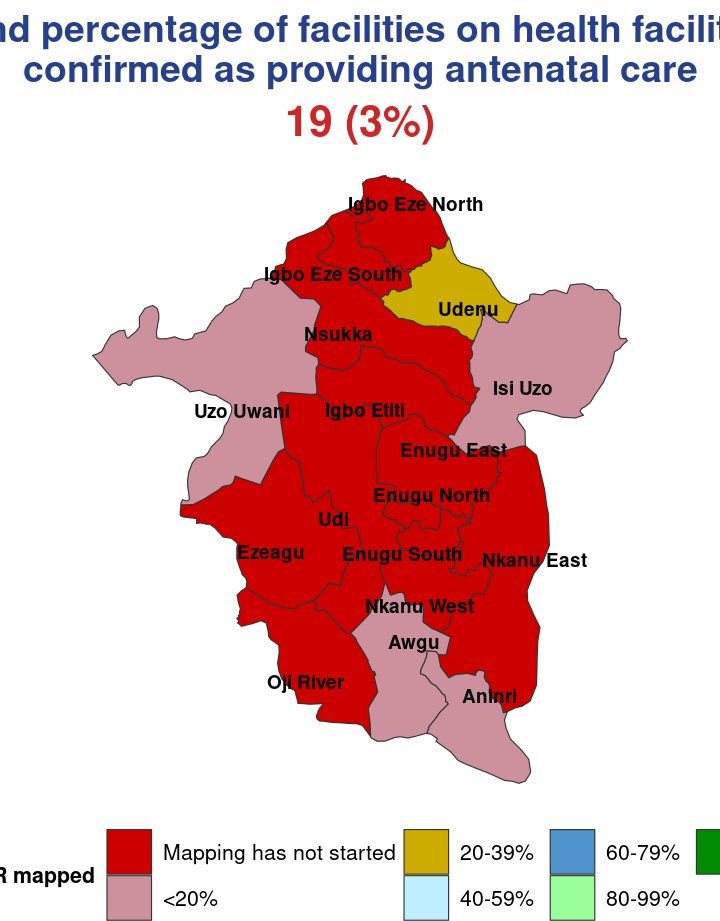 nd percentage of facilities on health facilit
confirmed as providing antenatal care
19 (3%)
Igbo Eze North
Igbo Eze South
Udenu
Nsukka
Isi Uzo
Uzo Uwani
Igbo Etiti
Enugu East
Enugu North
Udi
Ezeagu
Enugu South
Nkanu East
Nkanu West
Awgu
Oji River
Aninri
R mapped
Mapping has not started
20-39%
60-79%
<20%
40-59%
80-99%